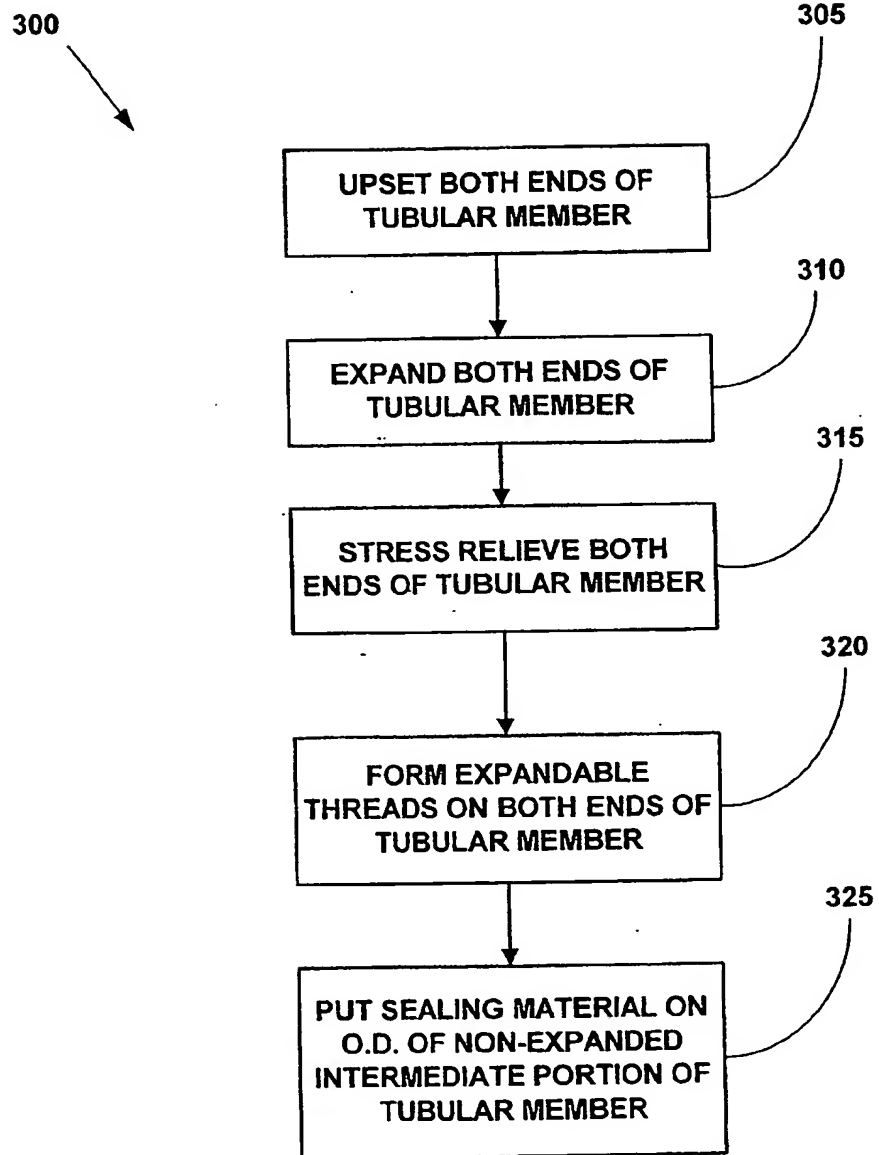 300
305
UPSET BOTH ENDS OF
TUBULAR MEMBER
310
EXPAND BOTH ENDS OF
TUBULAR MEMBER
315
STRESS RELIEVE BOTH
ENDS OF TUBULAR MEMBER
320
FORM EXPANDABLE
THREADS ON BOTH ENDS OF
TUBULAR MEMBER
325
PUT SEALING MATERIAL ON
O.D. OF NON-EXPANDED
INTERMEDIATE PORTION OF
TUBULAR MEMBER